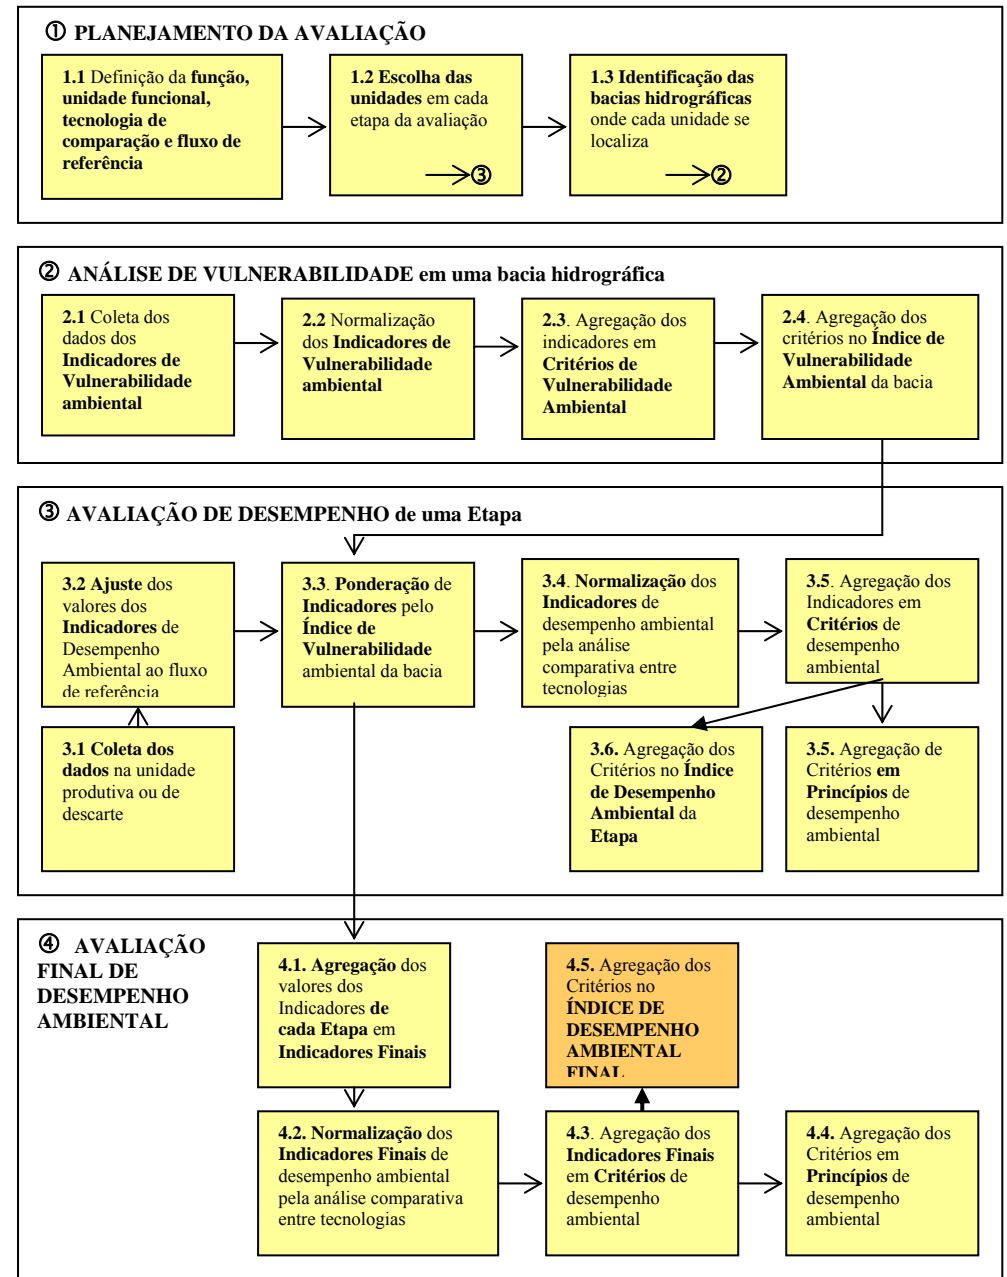 ① PLANEJAMENTO DA AVALIAÇÃO
1.1 Definição da função,
unidade funcional,
tecnologia de
comparação e fluxo de
referência
1.2 Escolha das
unidades em cada
etapa da avaliação
③
1.3 Identificação das
bacias hidrográficas
onde cada unidade se
localiza
②
② ANÁLISE DE VULNERABILIDADE em uma bacia hidrográfica
2.1 Coleta dos
dados dos
Indicadores de
Vulnerabilidade
ambiental
2.2 Normalização
dos Indicadores de
Vulnerabilidade
ambiental
2.3. Agregação dos
indicadores em
Critérios de
Vulnerabilidade
Ambiental
2.4. Agregação dos
critérios no Índice de
Vulnerabilidade
Ambiental da bacia
③ AVALIAÇÃO DE DESEMPENHO de uma Etapa
3.2 Ajuste dos
valores dos
Indicadores de
Desempenho
Ambiental ao fluxo
de referência
3.3. Ponderação de
Indicadores pelo
Índice de
Vulnerabilidade
ambiental da bacia
3.4. Normalização dos
Indicadores de
desempenho ambiental
pela análise
comparativa entre
tecnologias
3.5. Agregação dos
Indicadores em
Critérios de
desempenho
ambiental
3.1 Coleta dos
dados na unidade
produtiva ou de
descarte
3.6. Agregação dos
Critérios no Índice
de Desempenho
Ambiental da
Etapa
3.5. Agregação de
Critérios em
Princípios de
desempenho
ambiental
④ AVALIAÇÃO
FINAL DE
DESEMPENHO
AMBIENTAL
4.1. Agregação dos
valores dos
Indicadores de
cada Etapa em
Indicadores Finais
4.5. Agregação dos
Critérios no
ÍNDICE DE
DESEMPENHO
AMBIENTAL
FINAL.
4.2. Normalização dos
Indicadores Finais de
desempenho ambiental
pela análise comparativa
entre tecnologias
4.3. Agregação dos
Indicadores Finais
em Critérios de
desempenho
ambiental
4.4. Agregação dos
Critérios em
Princípios de
desempenho
ambiental